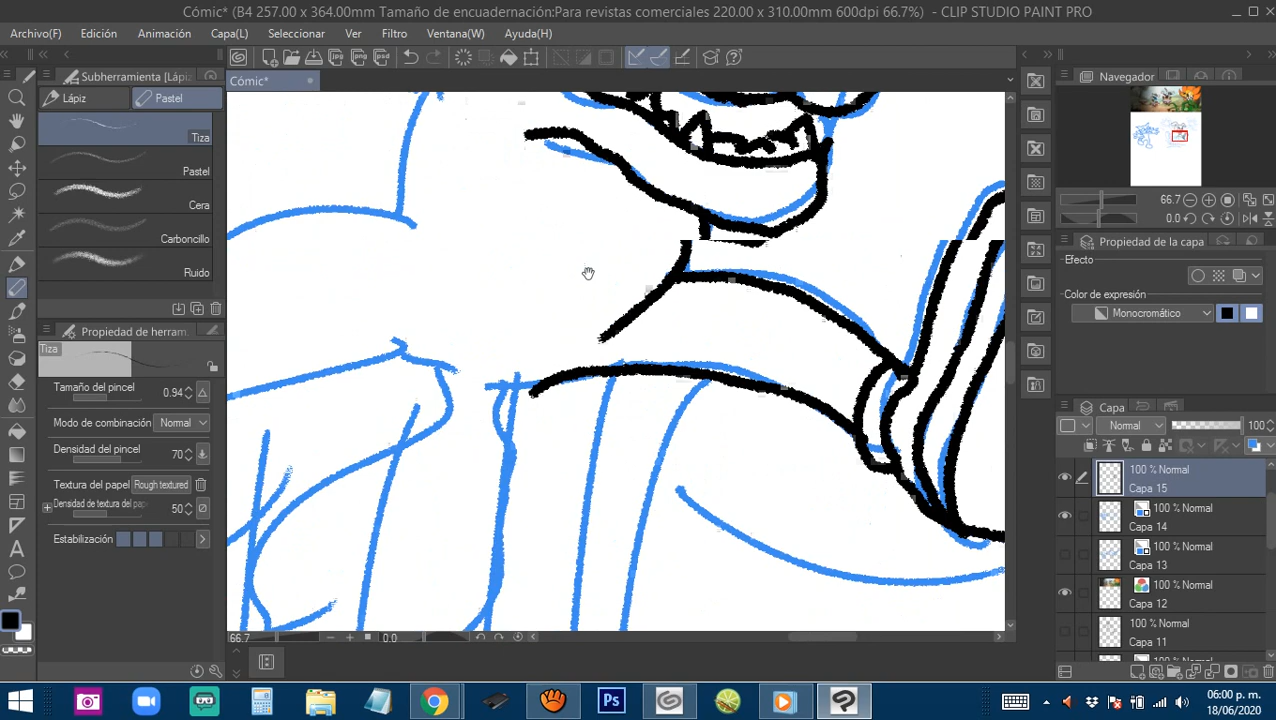 Cómic* (B4 257.00 x 364.00mm Tamaño de encuadernación:Para revistas comerciales 220.00 x 310.00mm 600dpi 66.7%) - CLIP STUDIO PAINT PRO
Archivo(F) Edición Animación Capa(L) Seleccionar Ver Filtro Ventana(W) Ayuda(H)
Subherramienta [Lápiz
Cómic*
Navegador
Lápiz Pastel
Tiza
Pastel
Cera
Carboncillo
Fluido
66.7
0.0
Propiedad de la capa
Efecto
Color de expresión
Monocromático
Propiedad de herram
Tiza
Tamaño del pincel 0.94
Modo de combinación Normal
Densidad del pincel 70
Textura del papel Rough textured
Densidad de textura del pap 50
Estabilización
Capa
Normal 100
100 % Normal
Capa 15
100 % Normal
Capa 14
100 % Normal
Capa 13
100 % Normal
Capa 12
100 % Normal
Capa 11
66.7 0.0
Ps
06:00 p. m.
18/06/2020